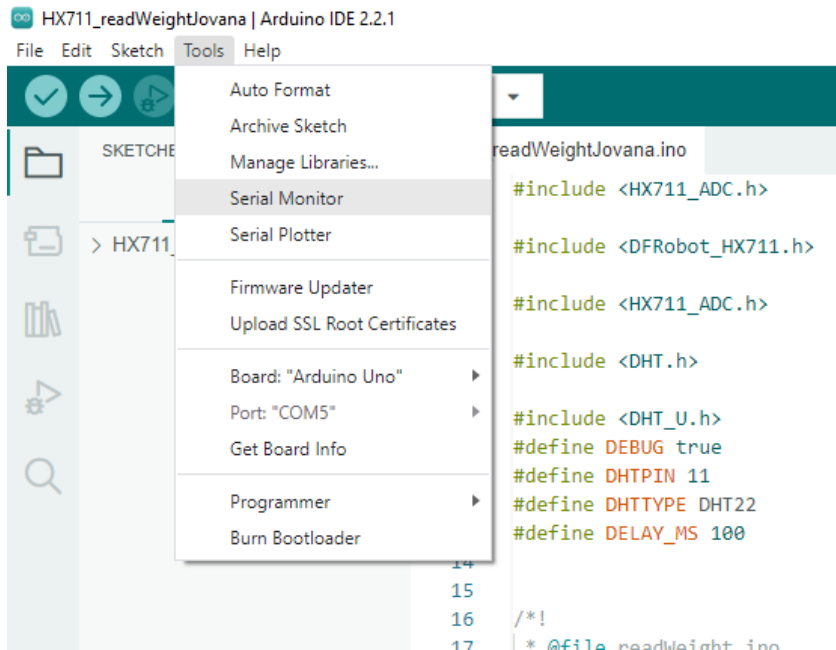 HX711_readWeightJovana | Arduino IDE 2.2.1
File Edit Sketch Tools Help
Auto Format
Archive Sketch
Manage Libraries...
Serial Monitor
Serial Plotter
Firmware Updater
Upload SSL Root Certificates
Board: "Arduino Uno"
Port: "COM5"
Get Board Info
Programmer
Burn Bootloader
SKETCHE
HX711_
readWeightJovana.ino
#include <HX711_ADC.h>
#include <DFRobot_HX711.h>
#include <HX711_ADC.h>
#include <DHT.h>
#include <DHT_U.h>
#define DEBUG true
#define DHTPIN 11
#define DHTTYPE DHT22
#define DELAY_MS 100
14
15
16 /*!
17 * @file readWeight.ino